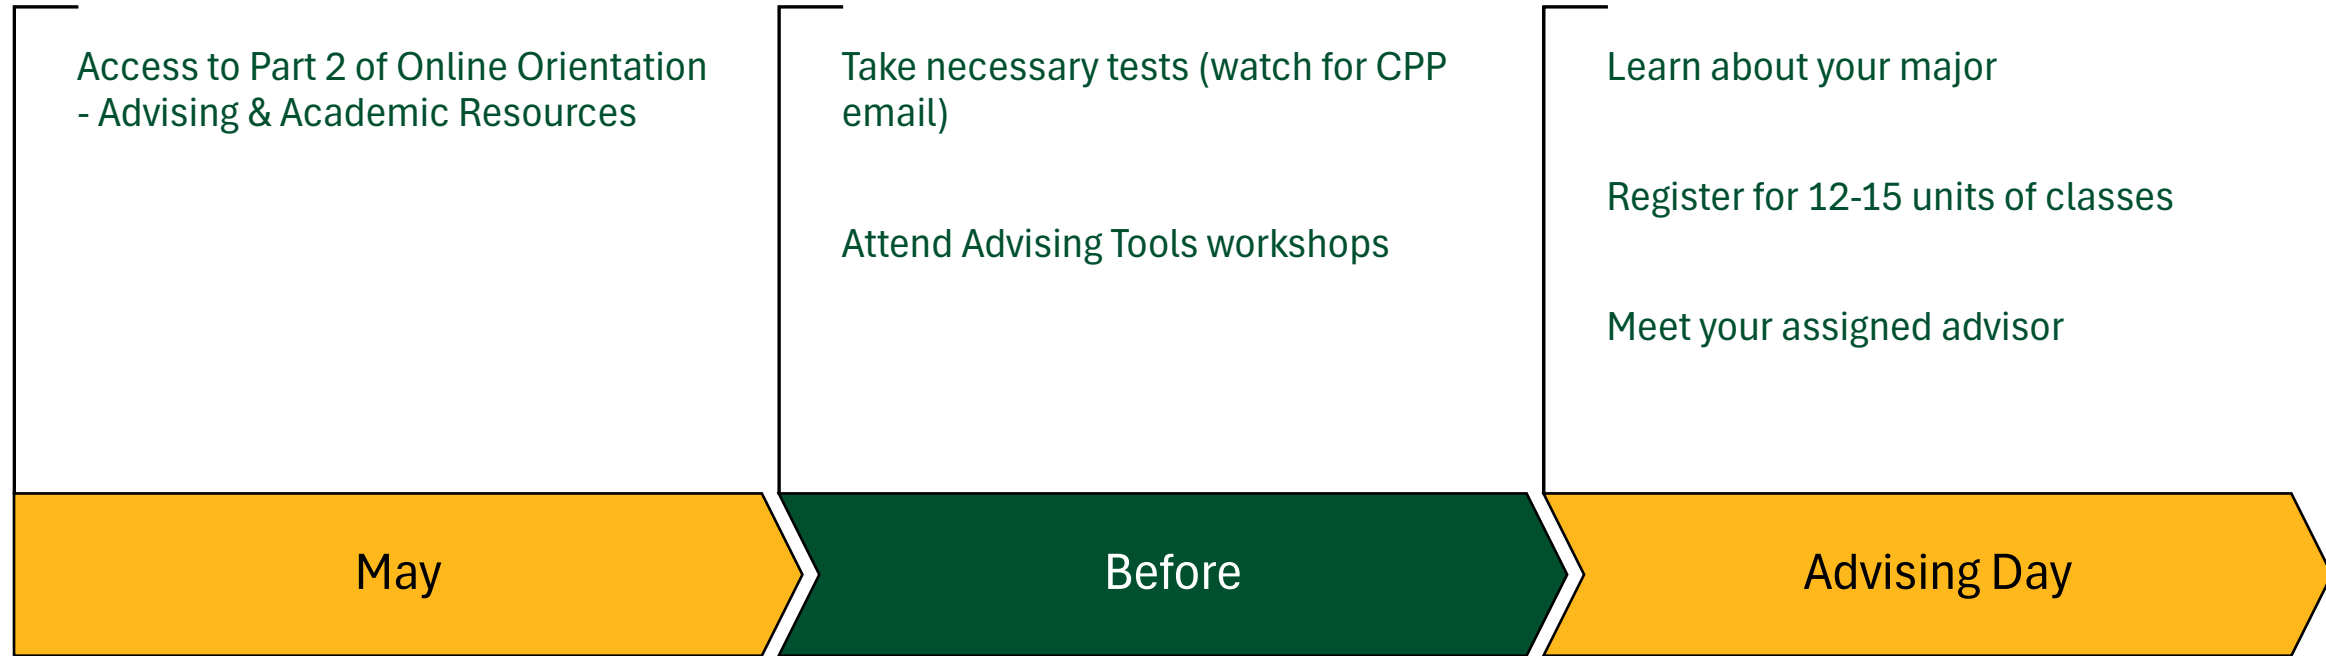 Access to Part 2 of Online Orientation
- Advising & Academic Resources
Take necessary tests (watch for CPP
email)
Attend Advising Tools workshops
Learn about your major
Register for 12-15 units of classes
Meet your assigned advisor
May
Before
Advising Day